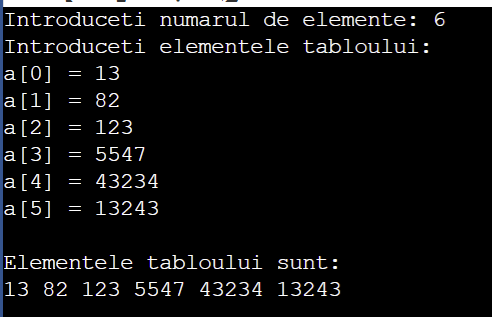 Introduceti numarul de elemente: 6
Introduceti elementele tabloului:
a[0] = 13
a[1] = 82
a[2] = 123
a[3] = 5547
a[4] = 43234
a[5] = 13243
Elementele tabloului sunt:
13 82 123 5547 43234 13243